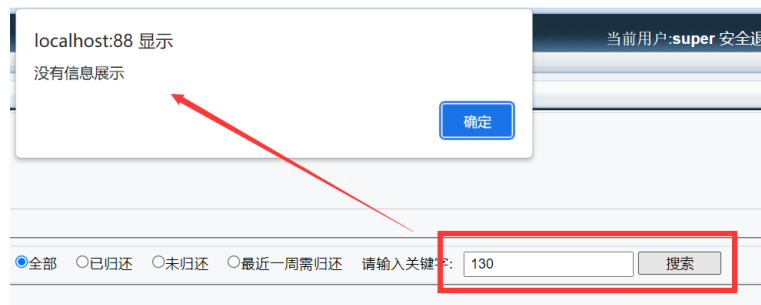 localhost:88 显示
没有信息展示
确定
当前用户:super 安全退
全部 已归还 未归还 最近一周需归还 请输入关键字: 130 搜索